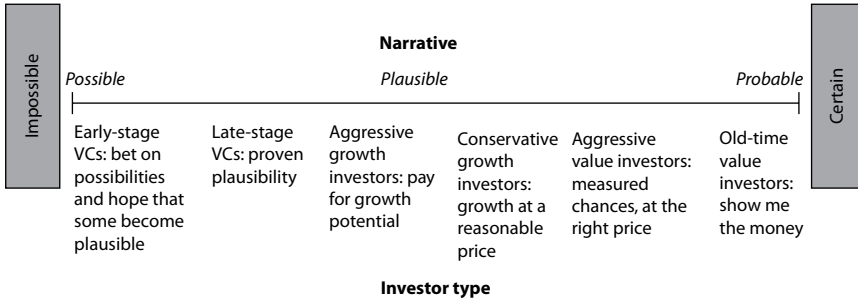 Impossible
Narrative
Certain
Possible
Plausible
Probable
Early-stage
VCs: bet on
possibilities
and hope that
some become
plausible
Late-stage
VCs: proven
plausibility
Aggressive
growth
investors: pay
for growth
potential
Conservative
growth
investors:
growth at a
reasonable
price
Aggressive
value investors:
measured
chances, at the
right price
Old-time
value
investors:
show me
the money
Investor type